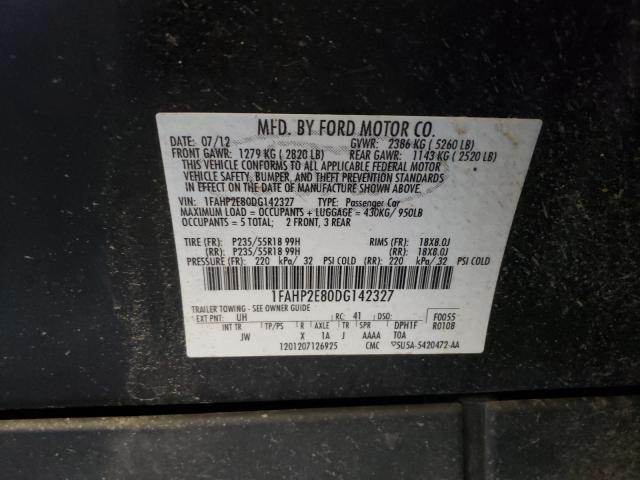 MFD. BY FORD MOTOR CO.
DATE: 07/12 GVWR: 2386 KG ( 5260 LB)
FRONT GAWR: 1279 KG ( 2820 LB) REAR GAWR: 1143 KG ( 2520 LB)
THIS VEHICLE CONFORMS TO ALL APPLICABLE FEDERAL MOTOR
VEHICLE SAFETY, BUMPER, AND THEFT PREVENTION STANDARDS
IN EFFECT ON THE DATE OF MANUFACTURE SHOWN ABOVE.
VIN: 1FAHP2E80DG142327 TYPE: Passenger Car
MAXIMUM LOAD = OCCUPANTS + LUGGAGE = 430KG/ 950LB
OCCUPANTS = 5 TOTAL; 2 FRONT, 3 REAR
TIRE (FR): P235/55R18 99H RIMS (FR): 18X8.0J
(RR): P235/55R18 99H (RR): 18X8.0J
PRESSURE (FR): 220 kPa/ 32 PSI COLD (RR): 220 kPa/ 32 PSI COLD
1FAHP2E80DG142327
TRAILER TOWING - SEE OWNER GUIDE
EXT PNT: UH RC: 41 DSO: F0055
INT TR TP/PS R AXLE TR SPR DPH1F R0108
JW X 1A J AAAA TOA
1201207126925 CMC 5U5A-5420472-AA